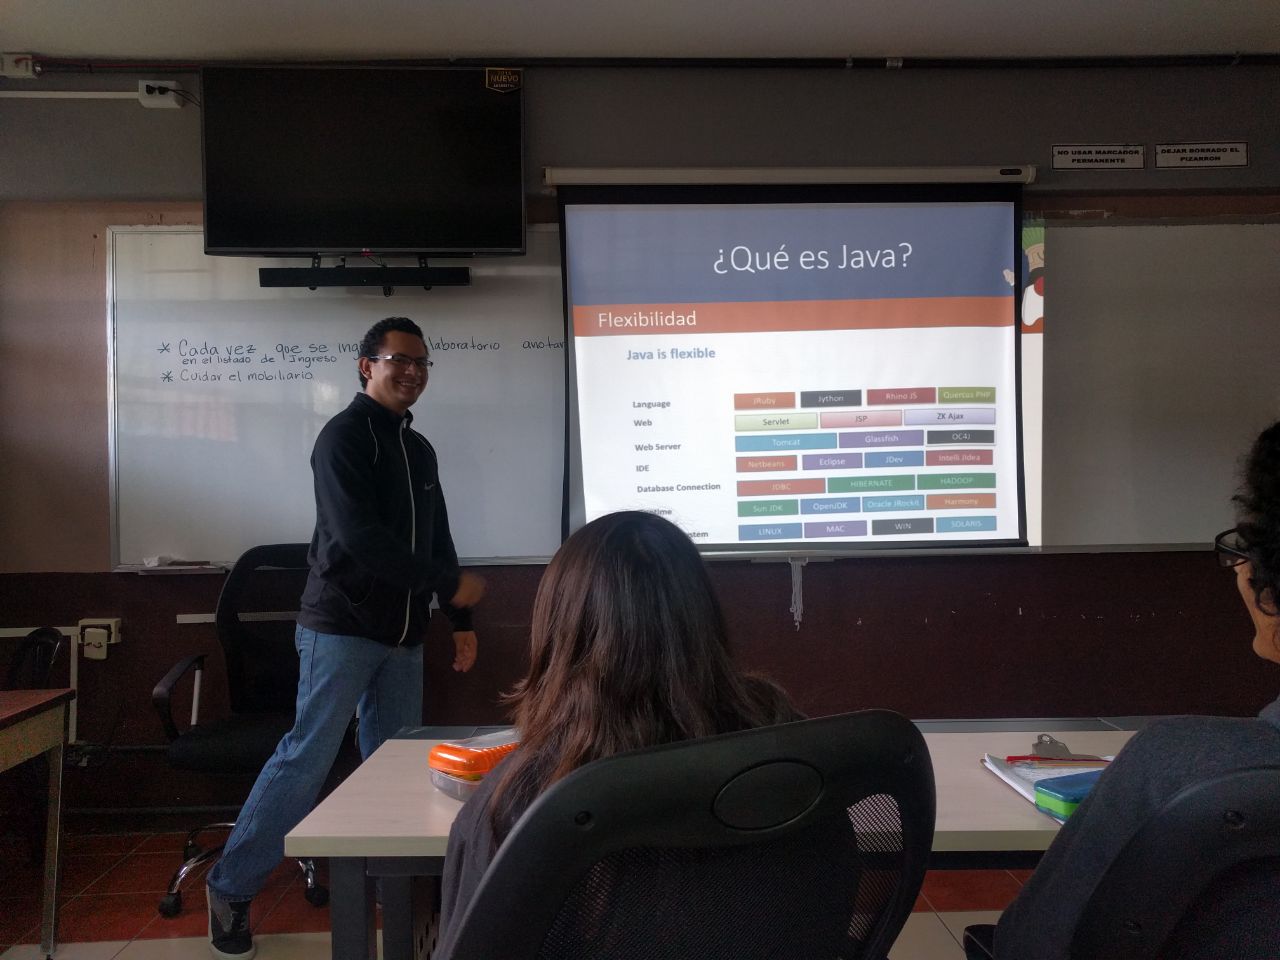 NUEVO
NO USAR MARCADOR
PERMANENTE
DEJAR BORRADO EL
PIZARRON
¿Qué es Java?
Flexibilidad
Java is flexible
Language JRuby Jython Rhino JS Quercus PHP
Web Servlet JSP ZK Ajax
Web Server Tomcat Glassfish OC4J
IDE Netbeans Eclipse JDev Intelli JIdea
Database Connection JDBC HIBERNATE HADOOP
Sun JDK OpenJDK Oracle JRockit Harmony
LINUX MAC WIN SOLARIS
* Cada vez que se laboratorio anotar
en el listado de Ingreso
* Cuidar el mobiliario